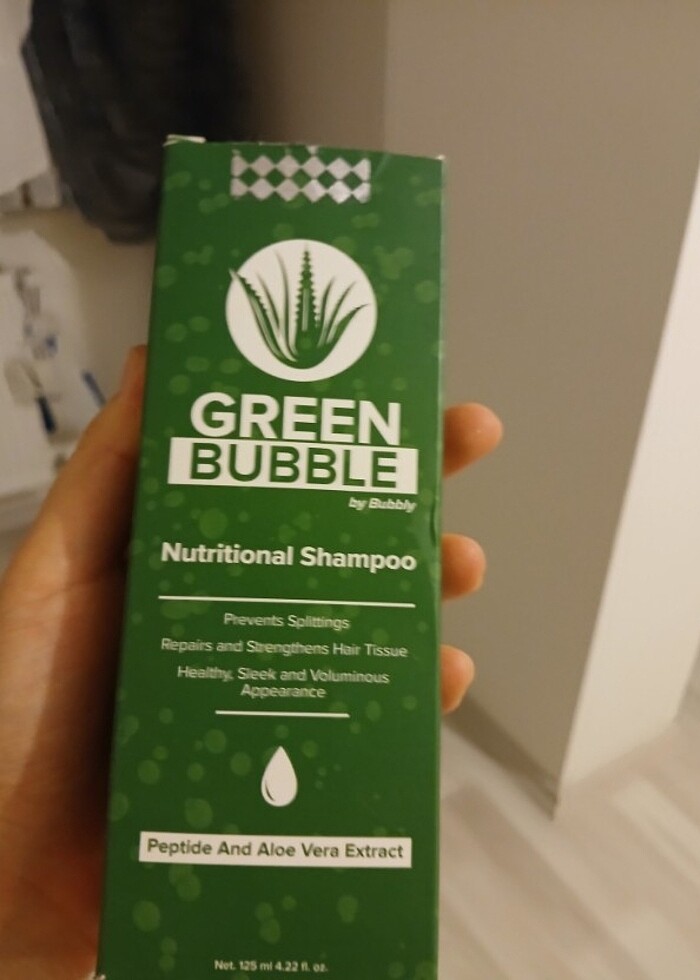 GREEN
BUBBLE
by Bubbly
Nutritional Shampoo
Prevents Splittings
Repairs and Strengthens Hair Tissue
Healthy, Sleek and Voluminous
Appearance
Peptide And Aloe Vera Extract
Net. 125 ml 4.22 fl. oz.